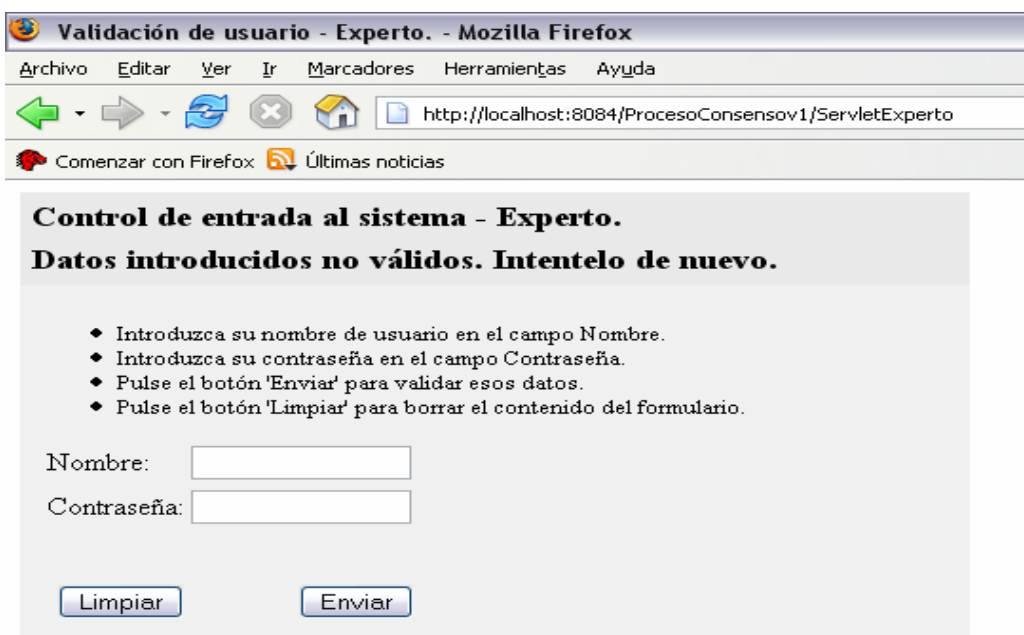 Validación de usuario - Experto. - Mozilla Firefox
Archivo Editar Ver Ir Marcadores Herramientas Ayuda
http://localhost:8084/ProcesoConsensov1/ServletExperto
Comenzar con Firefox Últimas noticias
Control de entrada al sistema - Experto.
Datos introducidos no válidos. Intentelo de nuevo.
Introduzca su nombre de usuario en el campo Nombre.
Introduzca su contraseña en el campo Contraseña.
Pulse el botón 'Enviar' para validar esos datos.
Pulse el botón 'Limpiar' para borrar el contenido del formulario.
Nombre:
Contraseña:
Limpiar Enviar